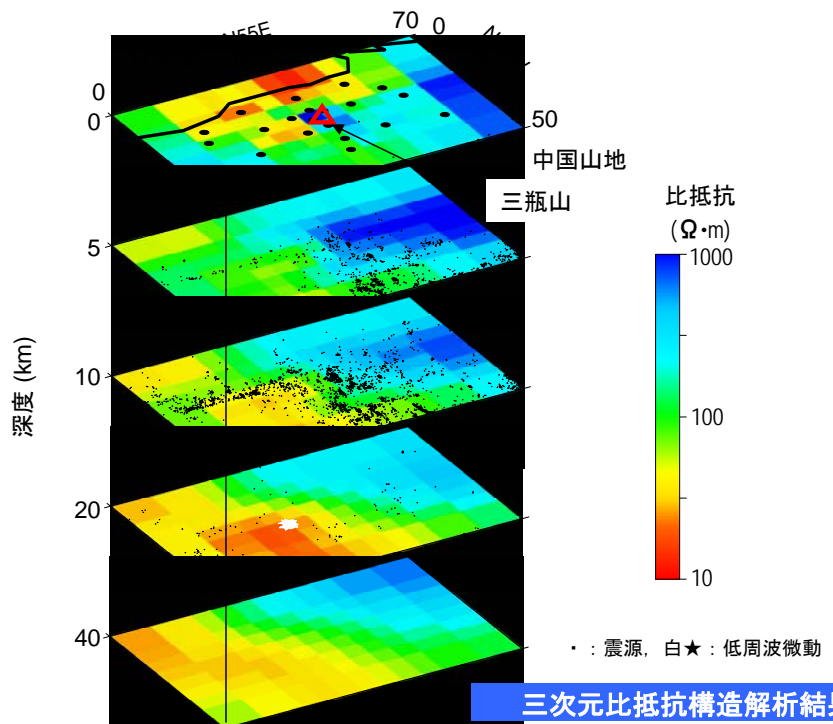 N55E
70
0
0
0
50
中国山地
三瓶山
比抵抗
(Ω・m)
1000
5
10
100
深度 (km)
20
10
40
・：震源, 白★：低周波微動
三次元比抵抗構造解析結